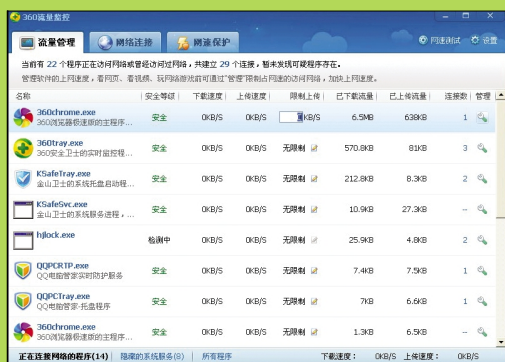 360流量监控
流量管理 网络连接 网速保护 网速测试 设置
当前有 22 个程序正在访问网络或曾经访问过网络，共建立 29 个连接，暂未发现可疑程序存在。
管理软件的上网速度，看网页、看视频、玩网络游戏前可通过"管理"限制占网速的访问网络，加快上网速度。
名称 安全等级 下载速度 上传速度 限制上传 已下载流量 已上传流量 连接数 管理
360chrome.exe
360浏览器极速版的主程序... 安全 0KB/S 0KB/S KB/S 6.5MB 638KB 1
360tray.exe
360安全卫士的实时监控程... 安全 0KB/S 0KB/S 无限制 570.8KB 81KB 3
KSafeTray.exe
金山卫士的系统托盘启动程... 安全 0KB/S 0KB/S 无限制 212.8KB 8.3KB 2
KSafeSvc.exe
金山卫士的系统服务进程，... 安全 0KB/S 0KB/S 无限制 10.9KB 27.3KB --
hjlock.exe
检测中 0KB/S 0KB/S 无限制 25.9KB 4.8KB 2
QQPCRTP.exe
QQ电脑管家实时防护服务 安全 0KB/S 0KB/S 无限制 7.4KB 7.5KB 1
QQPCTray.exe
QQ电脑管家-托盘程序 安全 0KB/S 0KB/S 无限制 7KB 6.6KB 1
360chrome.exe
360浏览器极速版的主程序... 安全 0KB/S 0KB/S 无限制 1.3KB 6.5KB --
正在连接网络的程序(14) 隐藏的系统服务(8) 所有程序 下载速度： 0KB/S 上传速度： 0KB/S